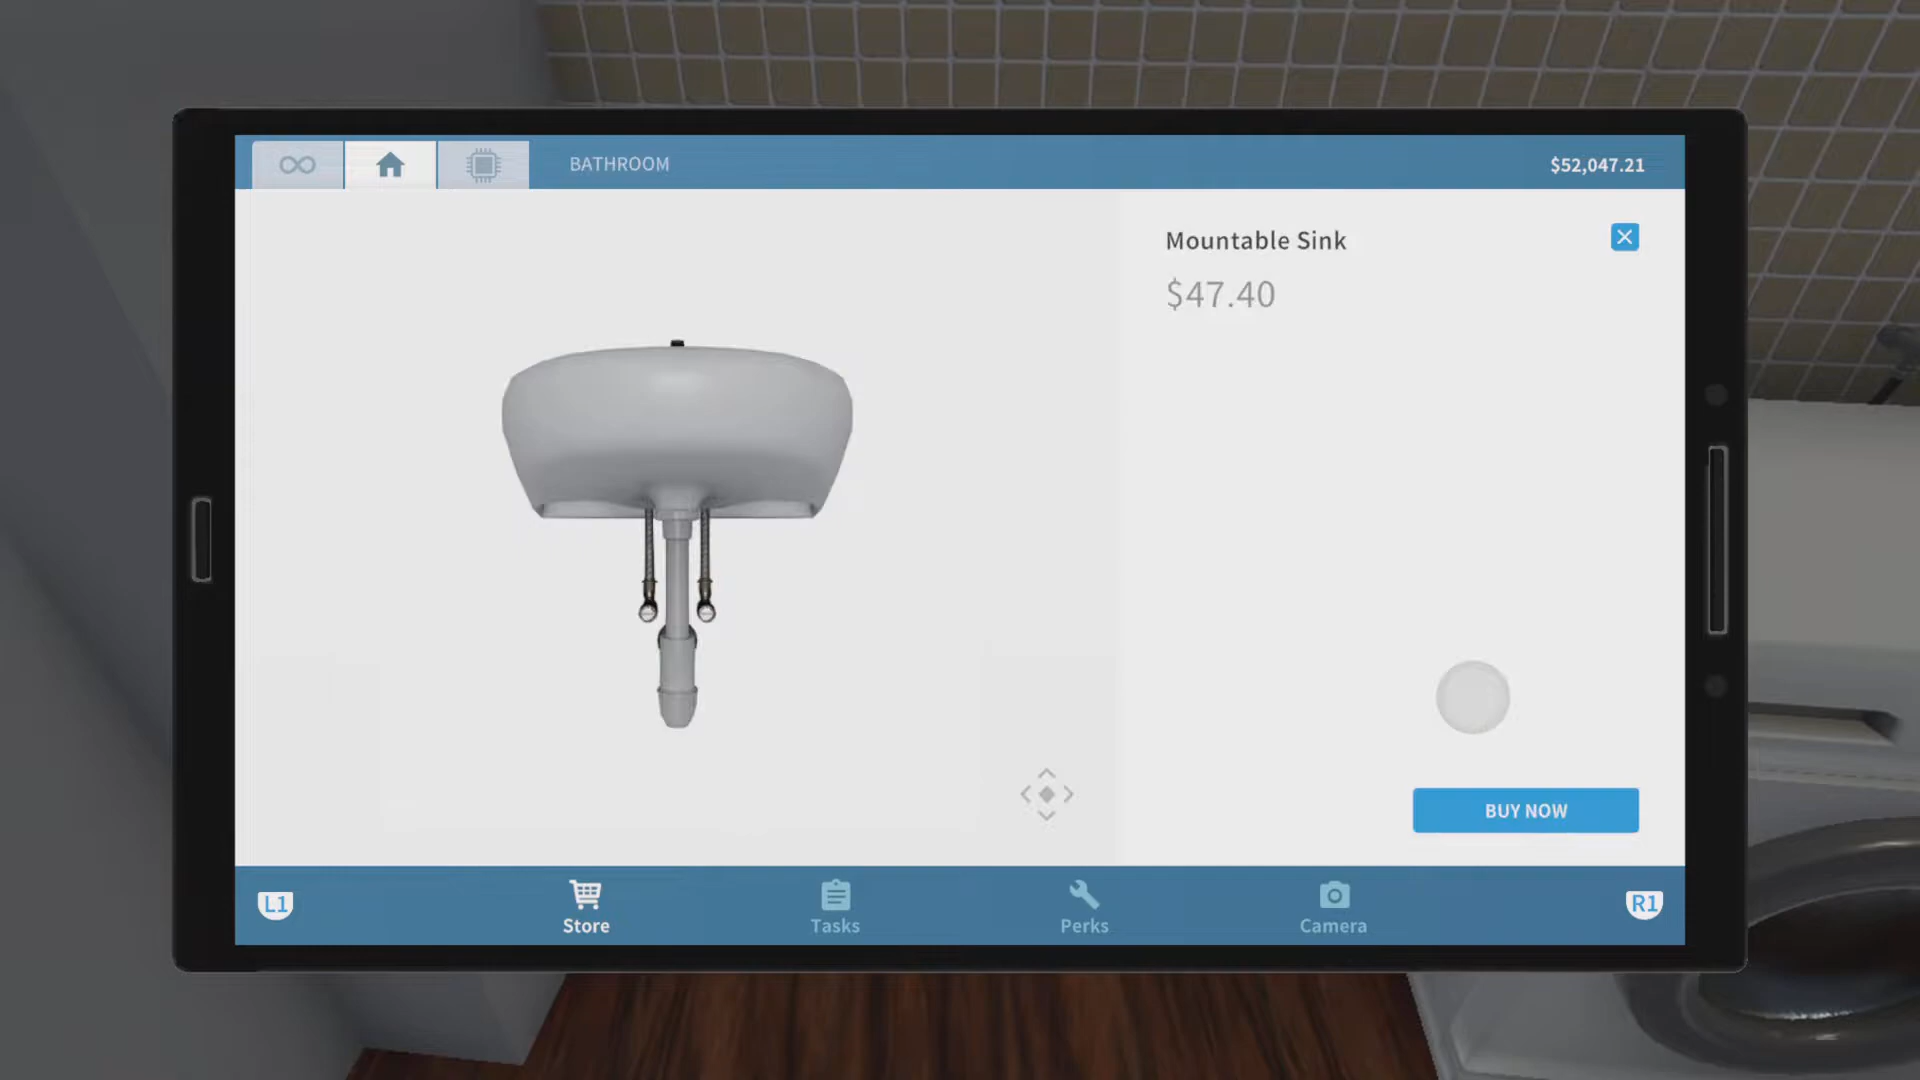 BATHROOM
$52,047.21
Mountable Sink
$47.40
BUY NOW
L1
Store
Tasks
Perks
Camera
R1